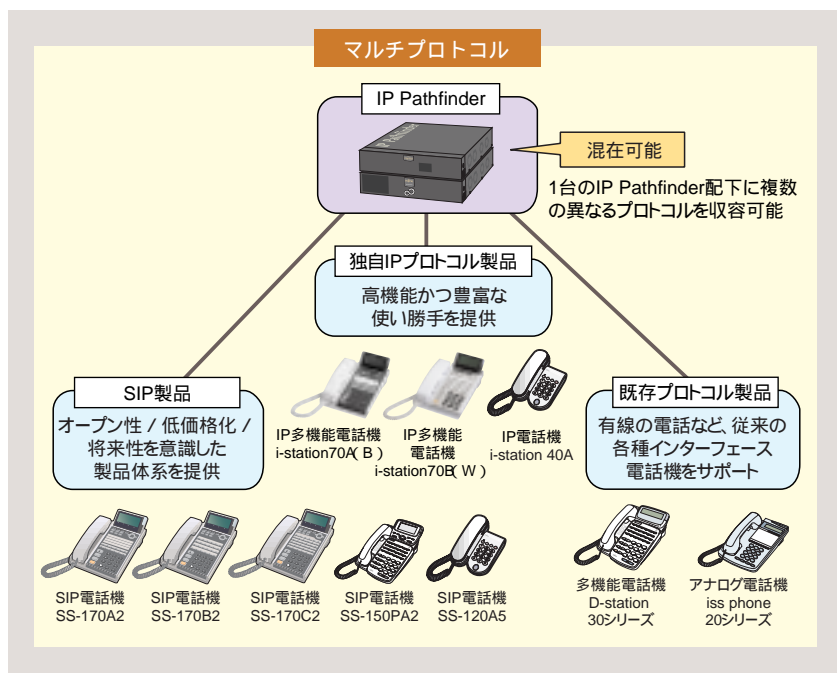 マルチプロトコル
IP Pathfinder
IP Pathfinder
混在可能
1台のIP Pathfinder配下に複数
の異なるプロトコルを収容可能
独自IPプロトコル製品
高機能かつ豊富な
使い勝手を提供
SIP製品
オープン性 / 低価格化 /
将来性を意識した
製品体系を提供
IP多機能電話機
i-station70A(B)
IP多機能
電話機
i-station70B(W)
IP電話機
i-station 40A
既存プロトコル製品
有線の電話など、従来の
各種インターフェース
電話機をサポート
SIP電話機
SS-170A2
SIP電話機
SS-170B2
SIP電話機
SS-170C2
SIP電話機
SS-150PA2
SIP電話機
SS-120A5
多機能電話機
D-station
30シリーズ
アナログ電話機
iss phone
20シリーズ